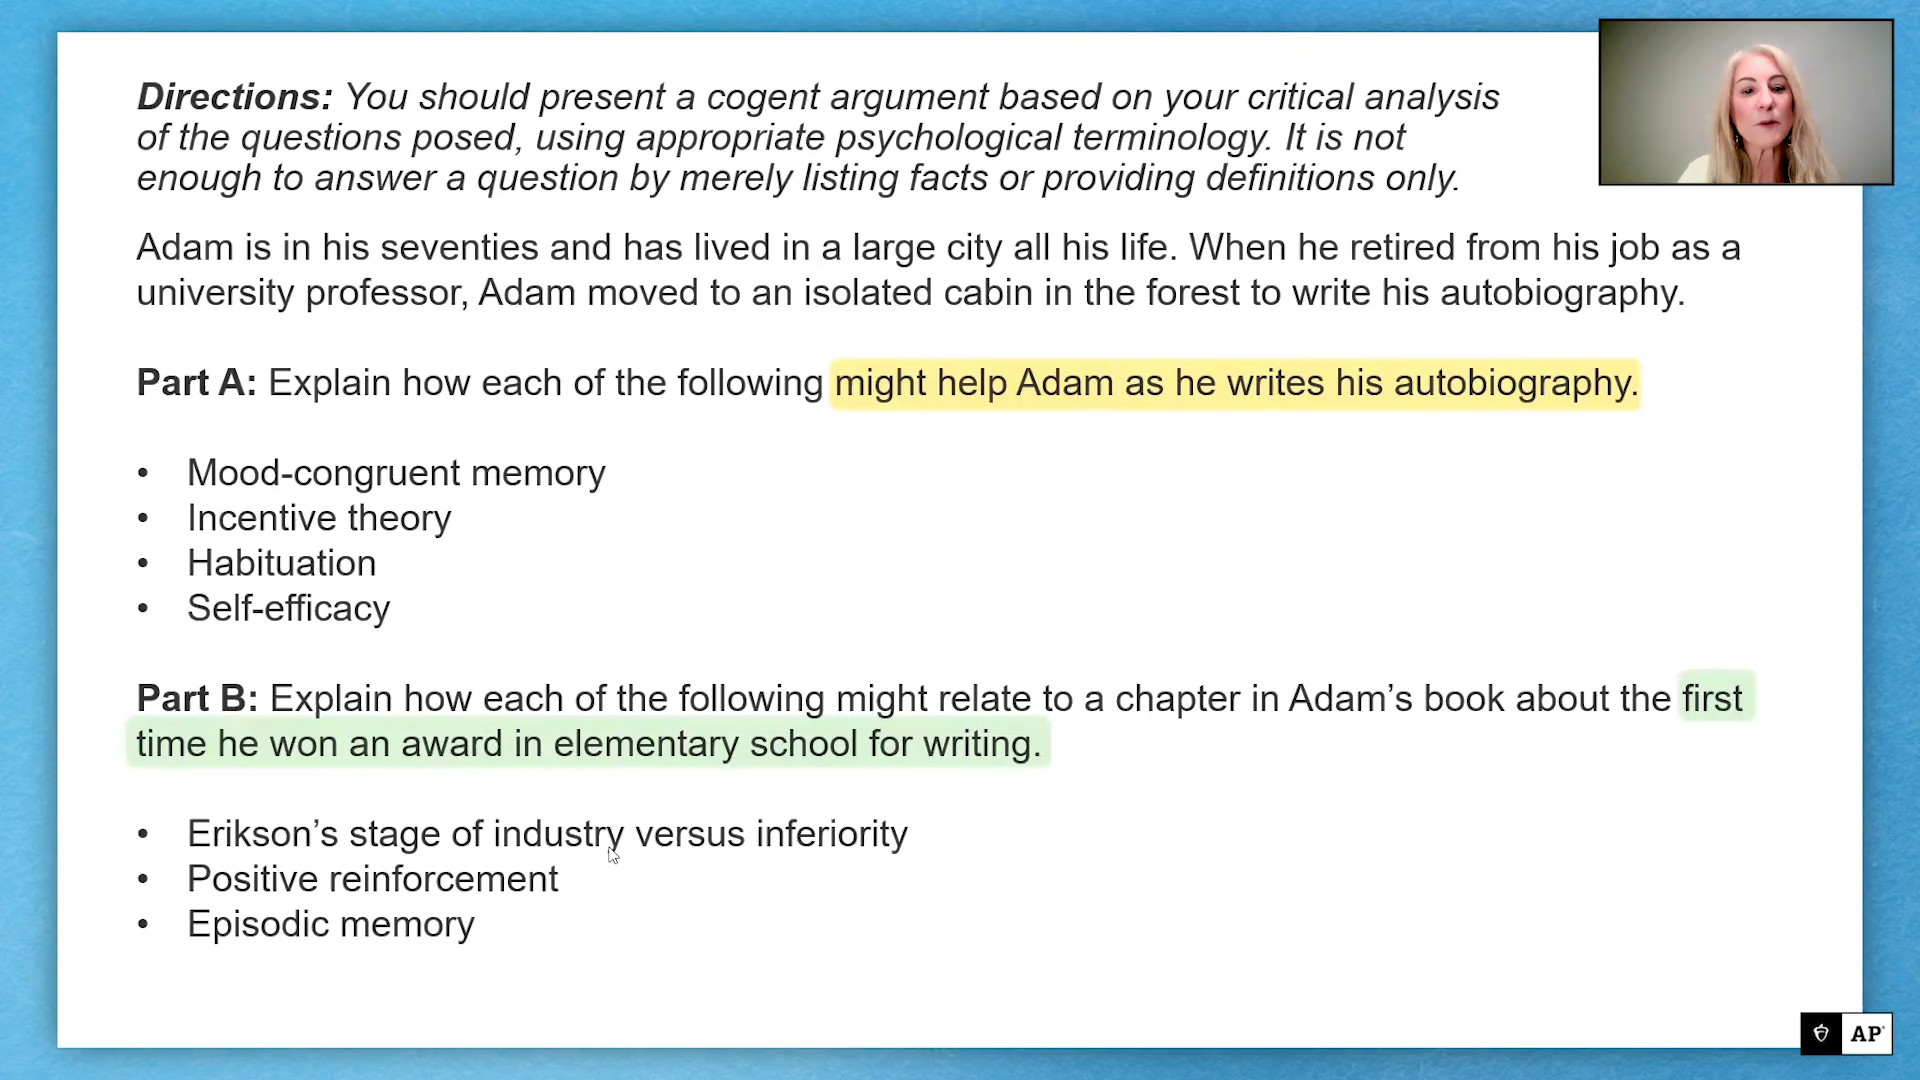 Directions: You should present a cogent argument based on your critical analysis
of the questions posed, using appropriate psychological terminology. It is not
enough to answer a question by merely listing facts or providing definitions only.
Adam is in his seventies and has lived in a large city all his life. When he retired from his job as a
university professor, Adam moved to an isolated cabin in the forest to write his autobiography.
Part A: Explain how each of the following might help Adam as he writes his autobiography.
• Mood-congruent memory
• Incentive theory
• Habituation
• Self-efficacy
Part B: Explain how each of the following might relate to a chapter in Adam’s book about the first
time he won an award in elementary school for writing.
• Erikson’s stage of industry versus inferiority
• Positive reinforcement
• Episodic memory
AP